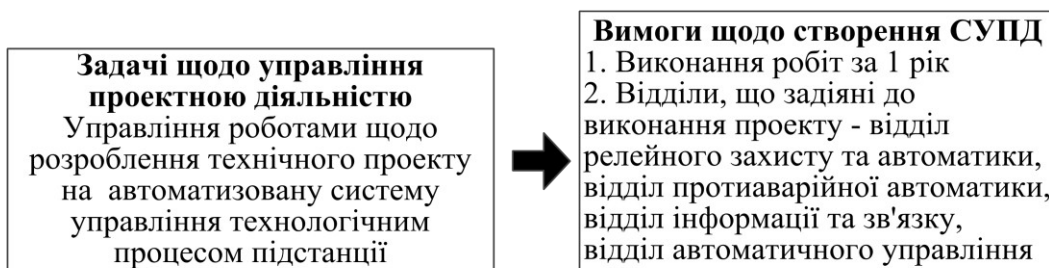 Задачі щодо управління
проектною діяльністю
Управління роботами щодо
розроблення технічного проекту
на автоматизовану систему
управління технологічним
процесом підстанції
Вимоги щодо створення СУПД
1. Виконання робіт за 1 рік
2. Відділи, що задіяні до
виконання проекту - відділ
релейного захисту та автоматики,
відділ протиаварійної автоматики,
відділ інформації та зв'язку,
відділ автоматичного управління